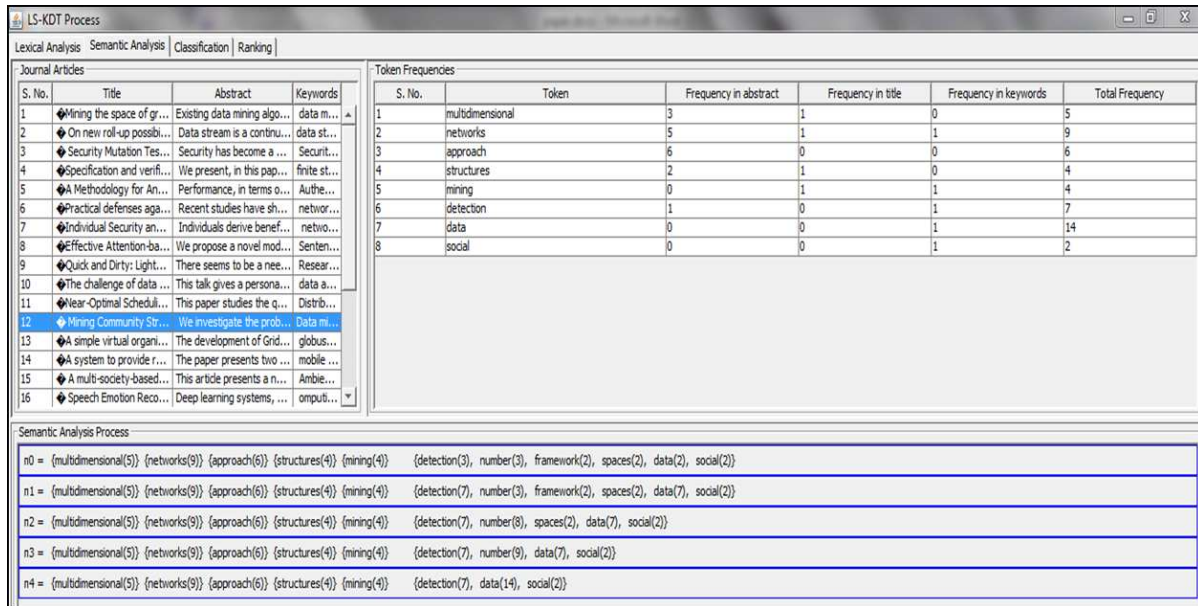 LS-KDT Process
Lexical Analysis Semantic Analysis Classification Ranking
Journal Articles
S. No. Title Abstract Keywords
1 �Mining the space of gr... Existing data mining algo... data m...
2 � On new roll-up possibi... Data stream is a continu... data st...
3 � Security Mutation Tes... Security has become a ... Securit...
4 �Specification and verifi... We present, in this pap... finite st...
5 �A Methodology for An... Performance, in terms o... Authe...
6 �Practical defenses aga... Recent studies have sh... networ...
7 �Individual Security an... Individuals derive benef... netwo...
8 �Effective Attention-ba... We propose a novel mod... Senten...
9 �Quick and Dirty: Light... There seems to be a nee... Resear...
10 �The challenge of data ... This talk gives a persona... data a...
11 �Near-Optimal Scheduli... This paper studies the q... Distrib...
12 � Mining Community Str... We investigate the prob... Data mi...
13 �A simple virtual organi... The development of Grid... globus...
14 �A system to provide r... The paper presents two ... mobile ...
15 � A multi-society-based... This article presents a n... Ambie...
16 � Speech Emotion Reco... Deep learning systems, ... omputi...
Token Frequencies
S. No. Token Frequency in abstract Frequency in title Frequency in keywords Total Frequency
1 multidimensional 3 1 0 5
2 networks 5 1 1 9
3 approach 6 0 0 6
4 structures 2 1 0 4
5 mining 0 1 1 4
6 detection 1 0 1 7
7 data 0 0 1 14
8 social 0 0 1 2
Semantic Analysis Process
n0 = {multidimensional(5)} {networks(9)} {approach(6)} {structures(4)} {mining(4)} {detection(3), number(3), framework(2), spaces(2), data(2), social(2)}
n1 = {multidimensional(5)} {networks(9)} {approach(6)} {structures(4)} {mining(4)} {detection(7), number(3), framework(2), spaces(2), data(7), social(2)}
n2 = {multidimensional(5)} {networks(9)} {approach(6)} {structures(4)} {mining(4)} {detection(7), number(8), spaces(2), data(7), social(2)}
n3 = {multidimensional(5)} {networks(9)} {approach(6)} {structures(4)} {mining(4)} {detection(7), number(9), data(7), social(2)}
n4 = {multidimensional(5)} {networks(9)} {approach(6)} {structures(4)} {mining(4)} {detection(7), data(14), social(2)}